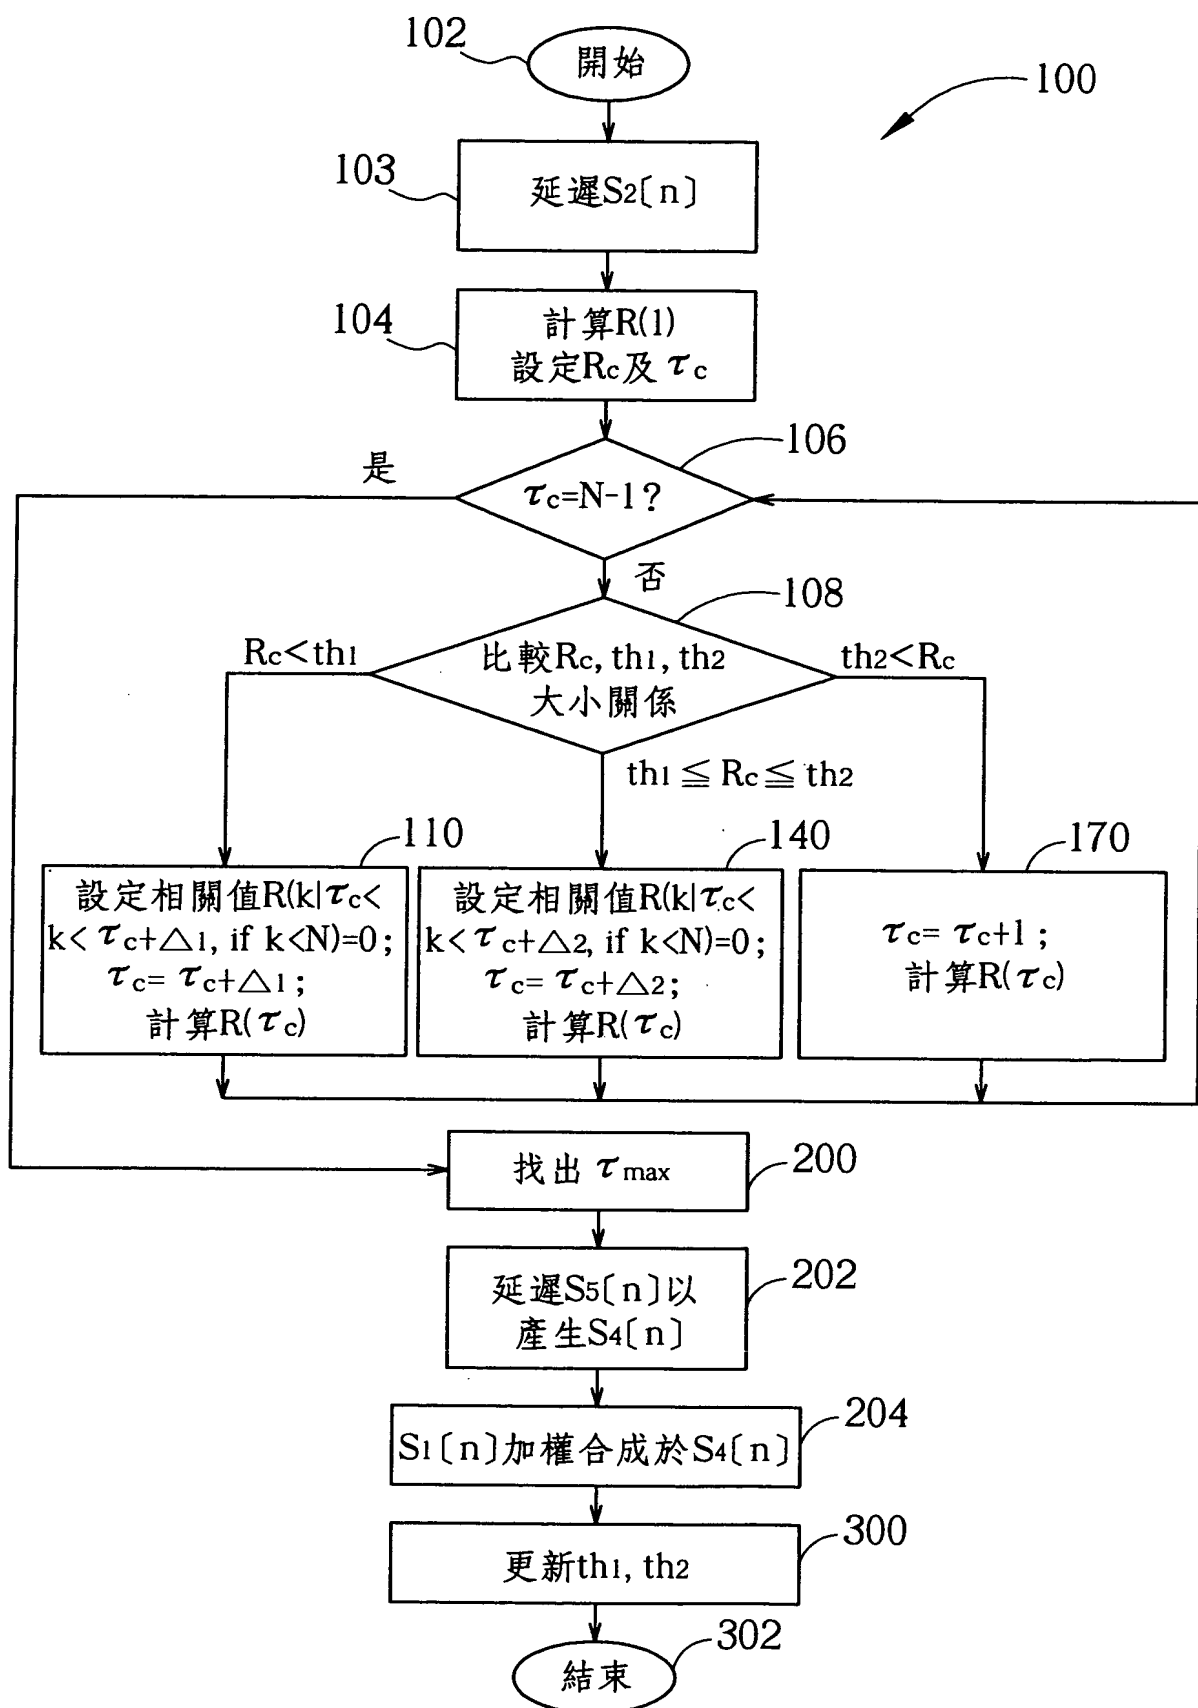 102
開始
100
103
延遲S2〔n〕
104
計算R(1)
設定Rc及τc
106
是
τc=N-1?
否
108
Rc<th1
比較Rc, th1, th2
大小關係
th2<Rc
th1≦Rc≦th2
110
設定相關值R(k|τc<
k<τc+△1, if k<N)=0;
τc=τc+△1;
計算R(τc)
140
設定相關值R(k|τc<
k<τc+△2, if k<N)=0;
τc=τc+△2;
計算R(τc)
170
τc=τc+1;
計算R(τc)
找出τmax
200
延遲S5〔n〕以
產生S4〔n〕
202
S1〔n〕加權合成於S4〔n〕
204
更新th1, th2
300
結束
302